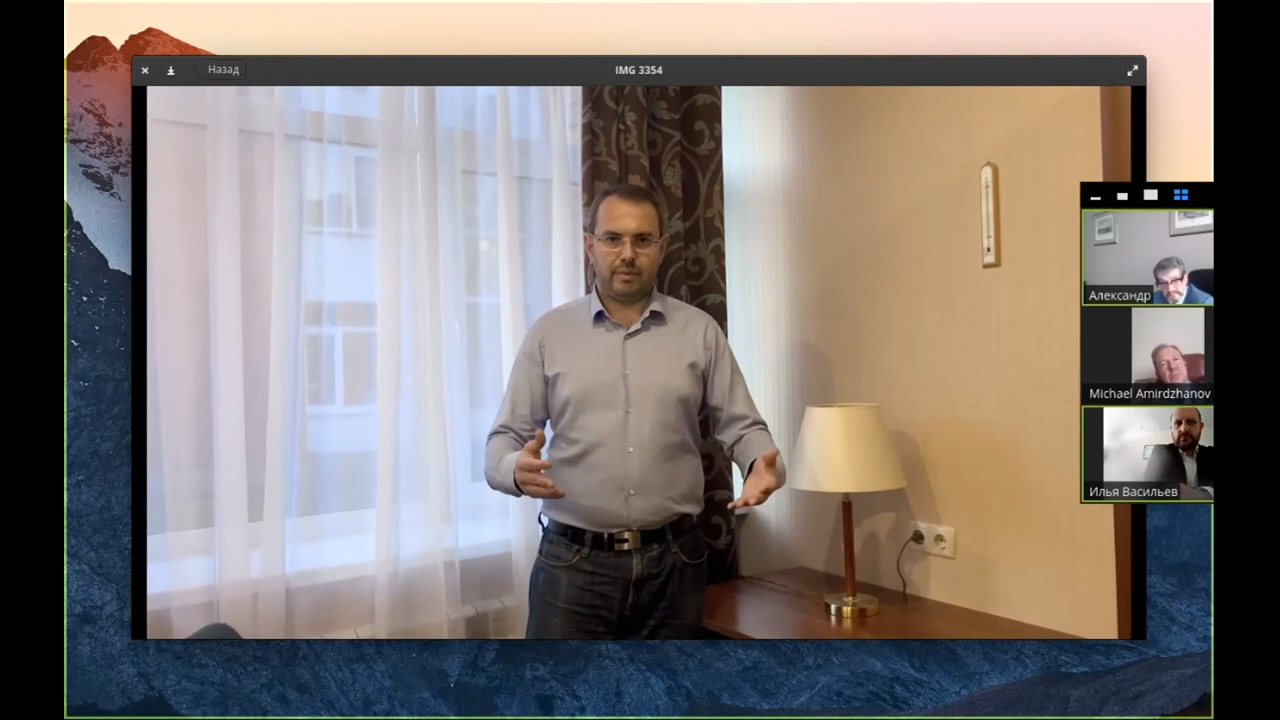 Назад
IMG 3354
Александр
Michael Amirdzhanov
Илья Васильев